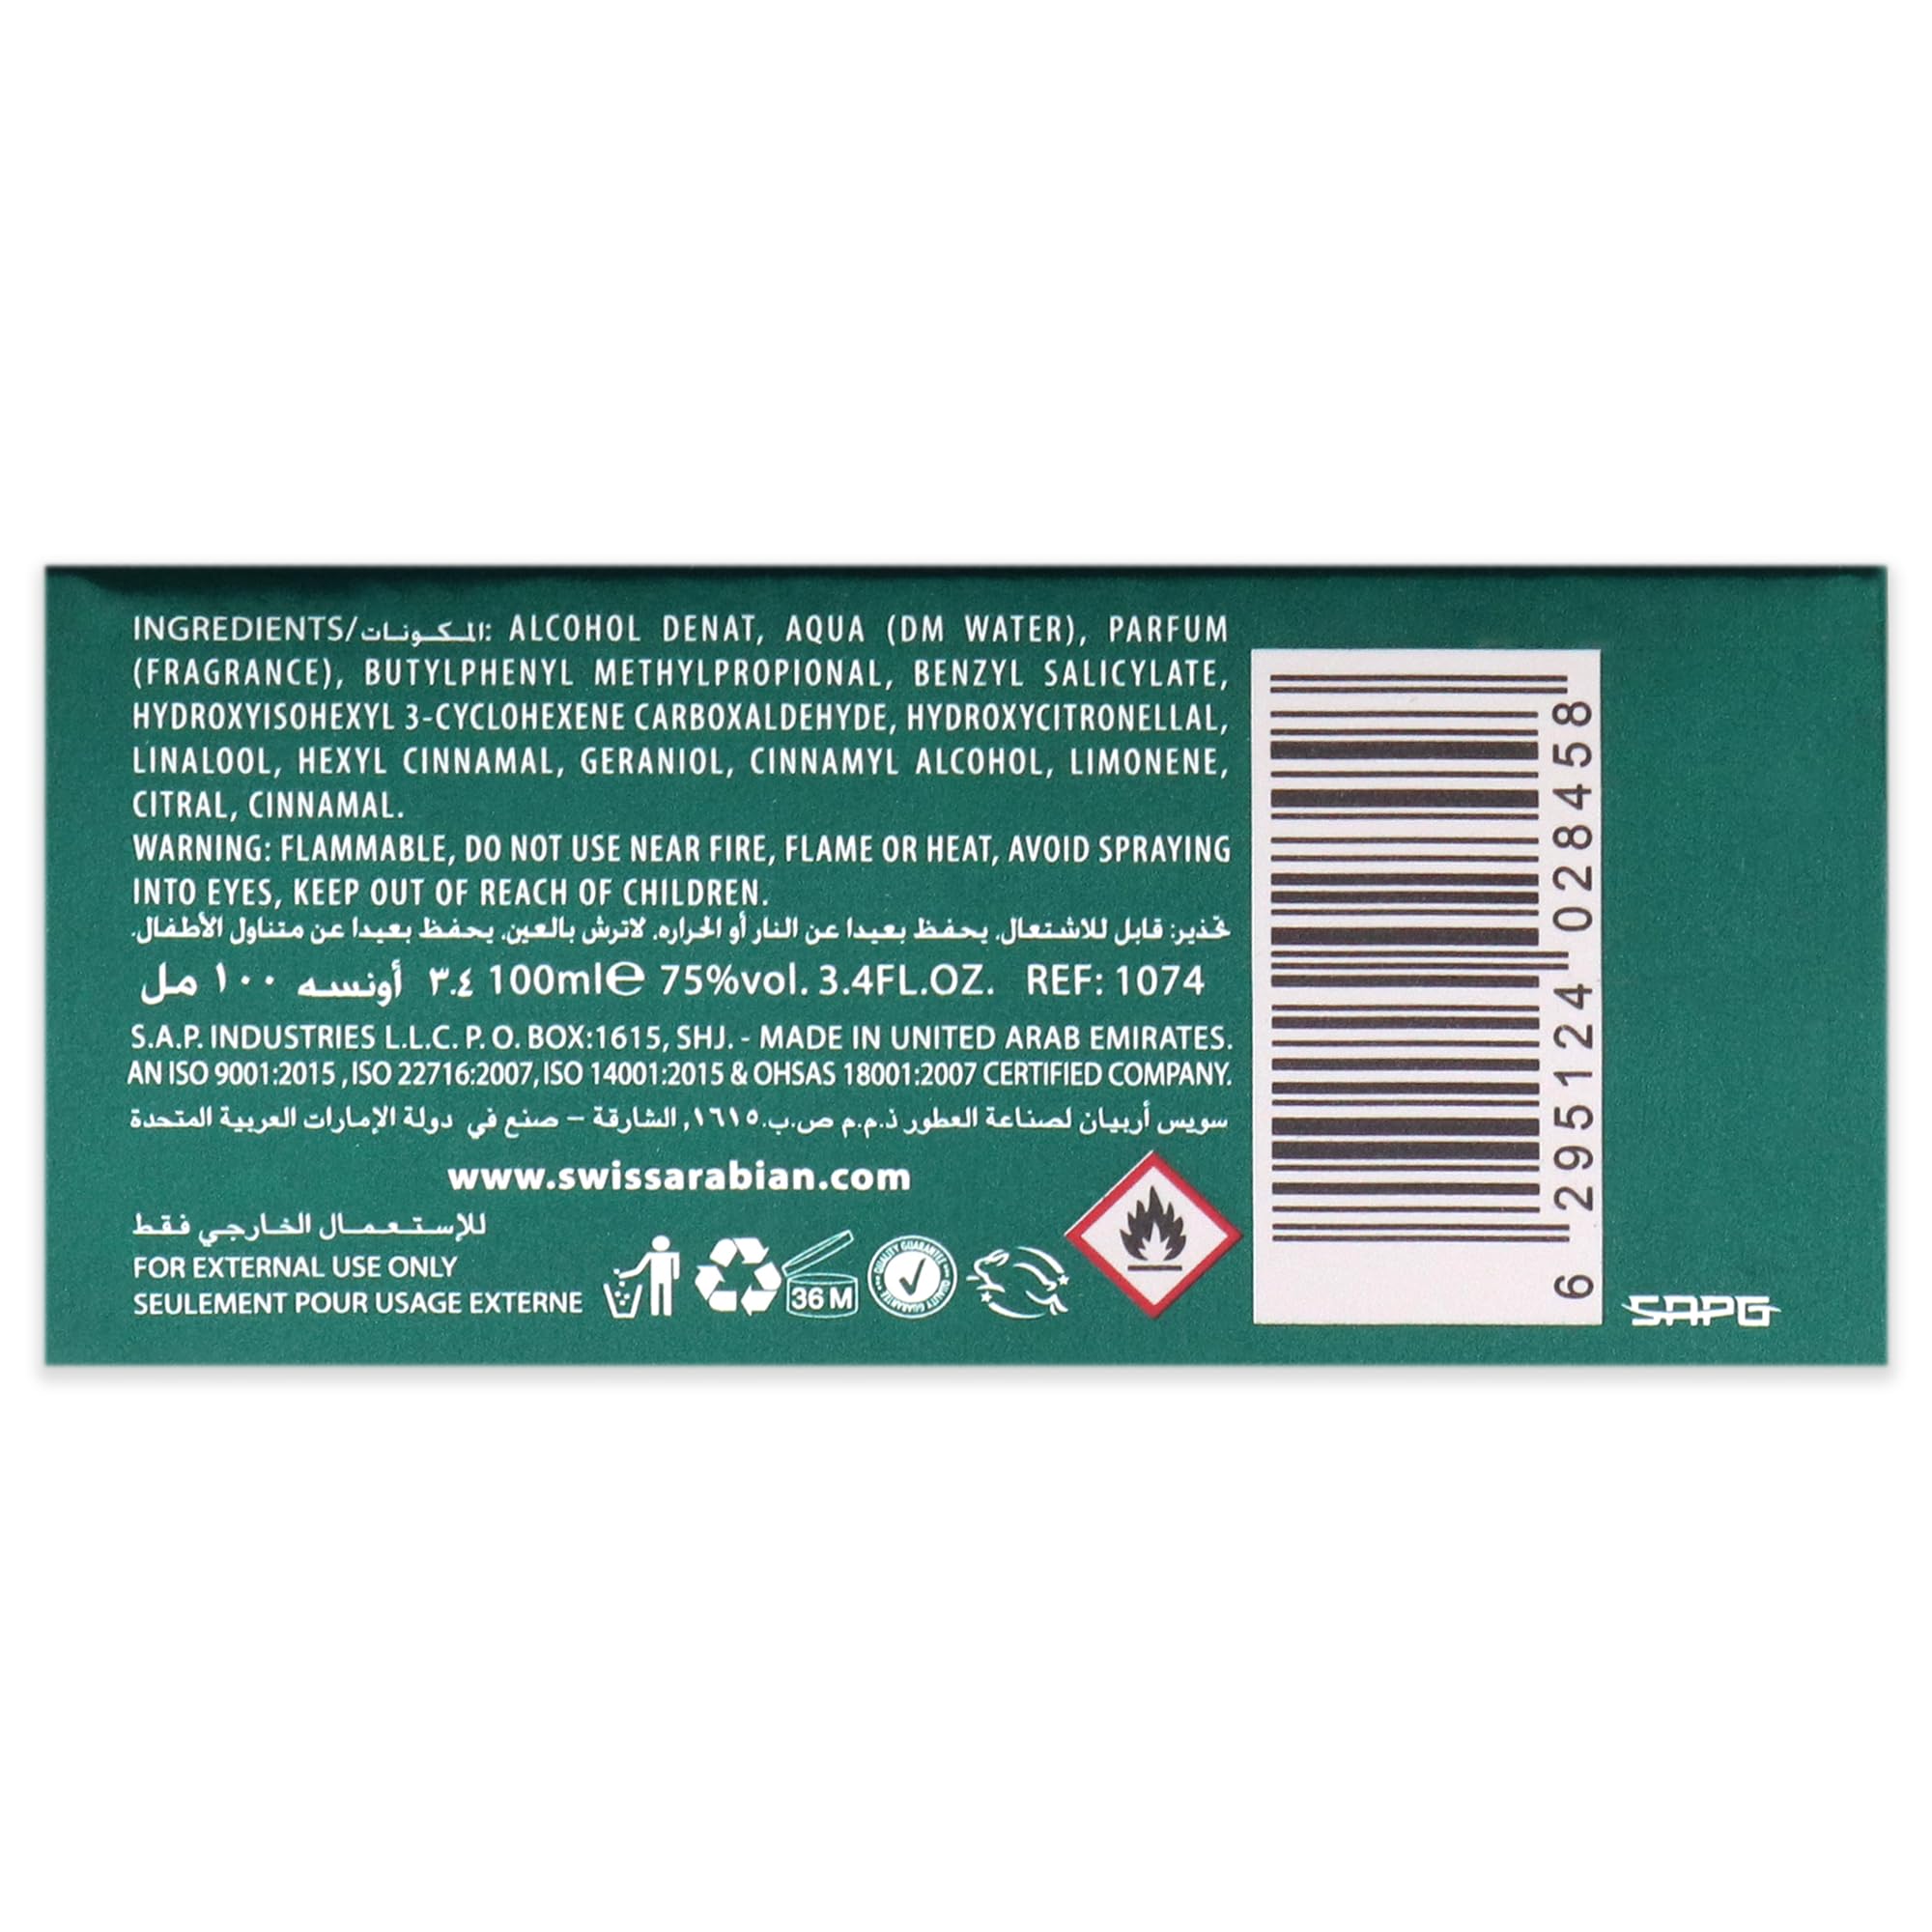 INGREDIENTS/المكونات: ALCOHOL DENAT, AQUA (DM WATER), PARFUM
(FRAGRANCE), BUTYLPHENYL METHYLPROPIONAL, BENZYL SALICYLATE,
HYDROXYISOHEXYL 3-CYCLOHEXENE CARBOXALDEHYDE, HYDROXYCITRONELLAL,
LINALOOL, HEXYL CINNAMAL, GERANIOL, CINNAMYL ALCOHOL, LIMONENE,
CITRAL, CINNAMAL.
WARNING: FLAMMABLE, DO NOT USE NEAR FIRE, FLAME OR HEAT, AVOID SPRAYING
INTO EYES, KEEP OUT OF REACH OF CHILDREN.
تحذير: قابل للاشتعال. يحفظ بعيدا عن النار أو الحراره. لاترش بالعين. يحفظ بعيدا عن متناول الأطفال.
١٠٠ مل ٣.٤ أونسه 100ml℮ 75%vol. 3.4FL.OZ. REF: 1074
S.A.P. INDUSTRIES L.L.C. P. O. BOX:1615, SHJ. - MADE IN UNITED ARAB EMIRATES.
AN ISO 9001:2015, ISO 22716:2007, ISO 14001:2015 & OHSAS 18001:2007 CERTIFIED COMPANY.
سويس أربيان لصناعة العطور ذ.م.م ص.ب.١٦١٥, الشارقة – صنع في دولة الإمارات العربية المتحدة
www.swissarabian.com
للإستعمال الخارجي فقط
FOR EXTERNAL USE ONLY
SEULEMENT POUR USAGE EXTERNE
36 M
QUALITY GUARANTEE QUALITY GUARANTEE
6 295124 028458
SAPG